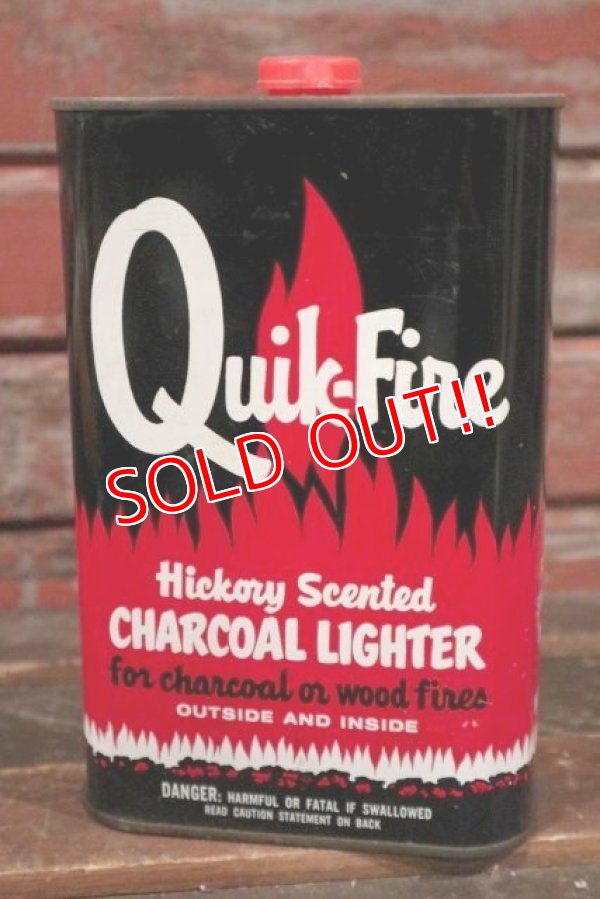 Quik-Fire
SOLD OUT!!
Hickory Scented
CHARCOAL LIGHTER
for charcoal or wood fires
OUTSIDE AND INSIDE
DANGER: HARMFUL OR FATAL IF SWALLOWED
READ CAUTION STATEMENT ON BACK